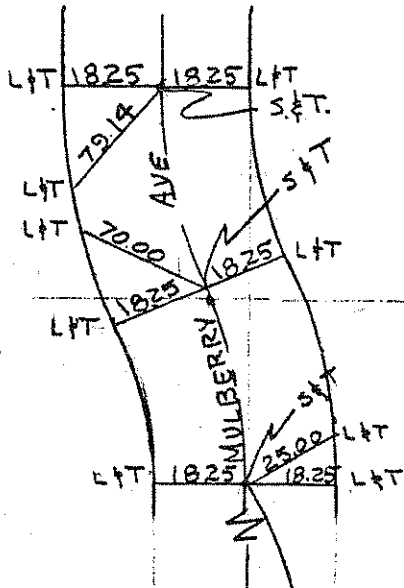 L&T 18.25 18.25 L&T
S.&T.
79.14
AVE
L&T
S&T
L&T
70.00
18.25 L&T
18.25
L&T
MULBERRY
S&T
25.00 L&T
L&T 18.25 18.25 L&T
N